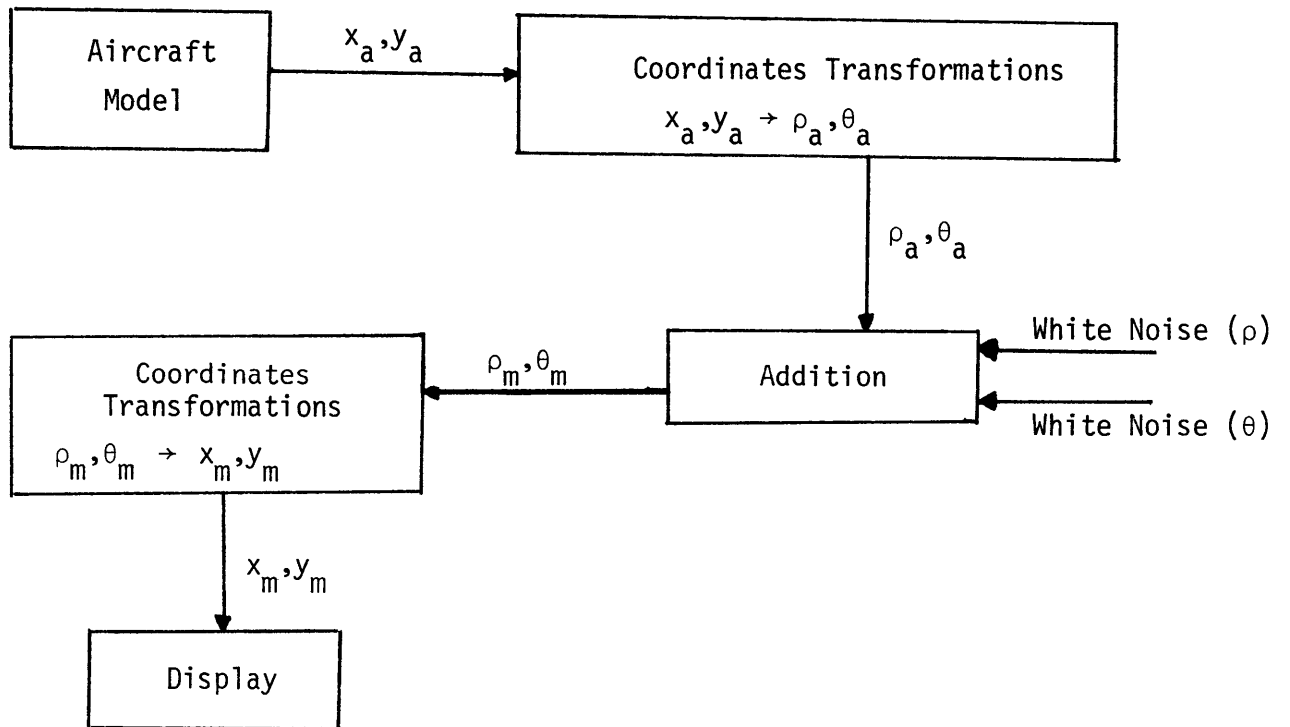 Aircraft
Model
x_a,y_a
Coordinates Transformations
x_a,y_a → ρ_a,θ_a
ρ_a,θ_a
White Noise (ρ)
Addition
White Noise (θ)
ρ_m,θ_m
Coordinates
Transformations
ρ_m,θ_m → x_m,y_m
x_m,y_m
Display